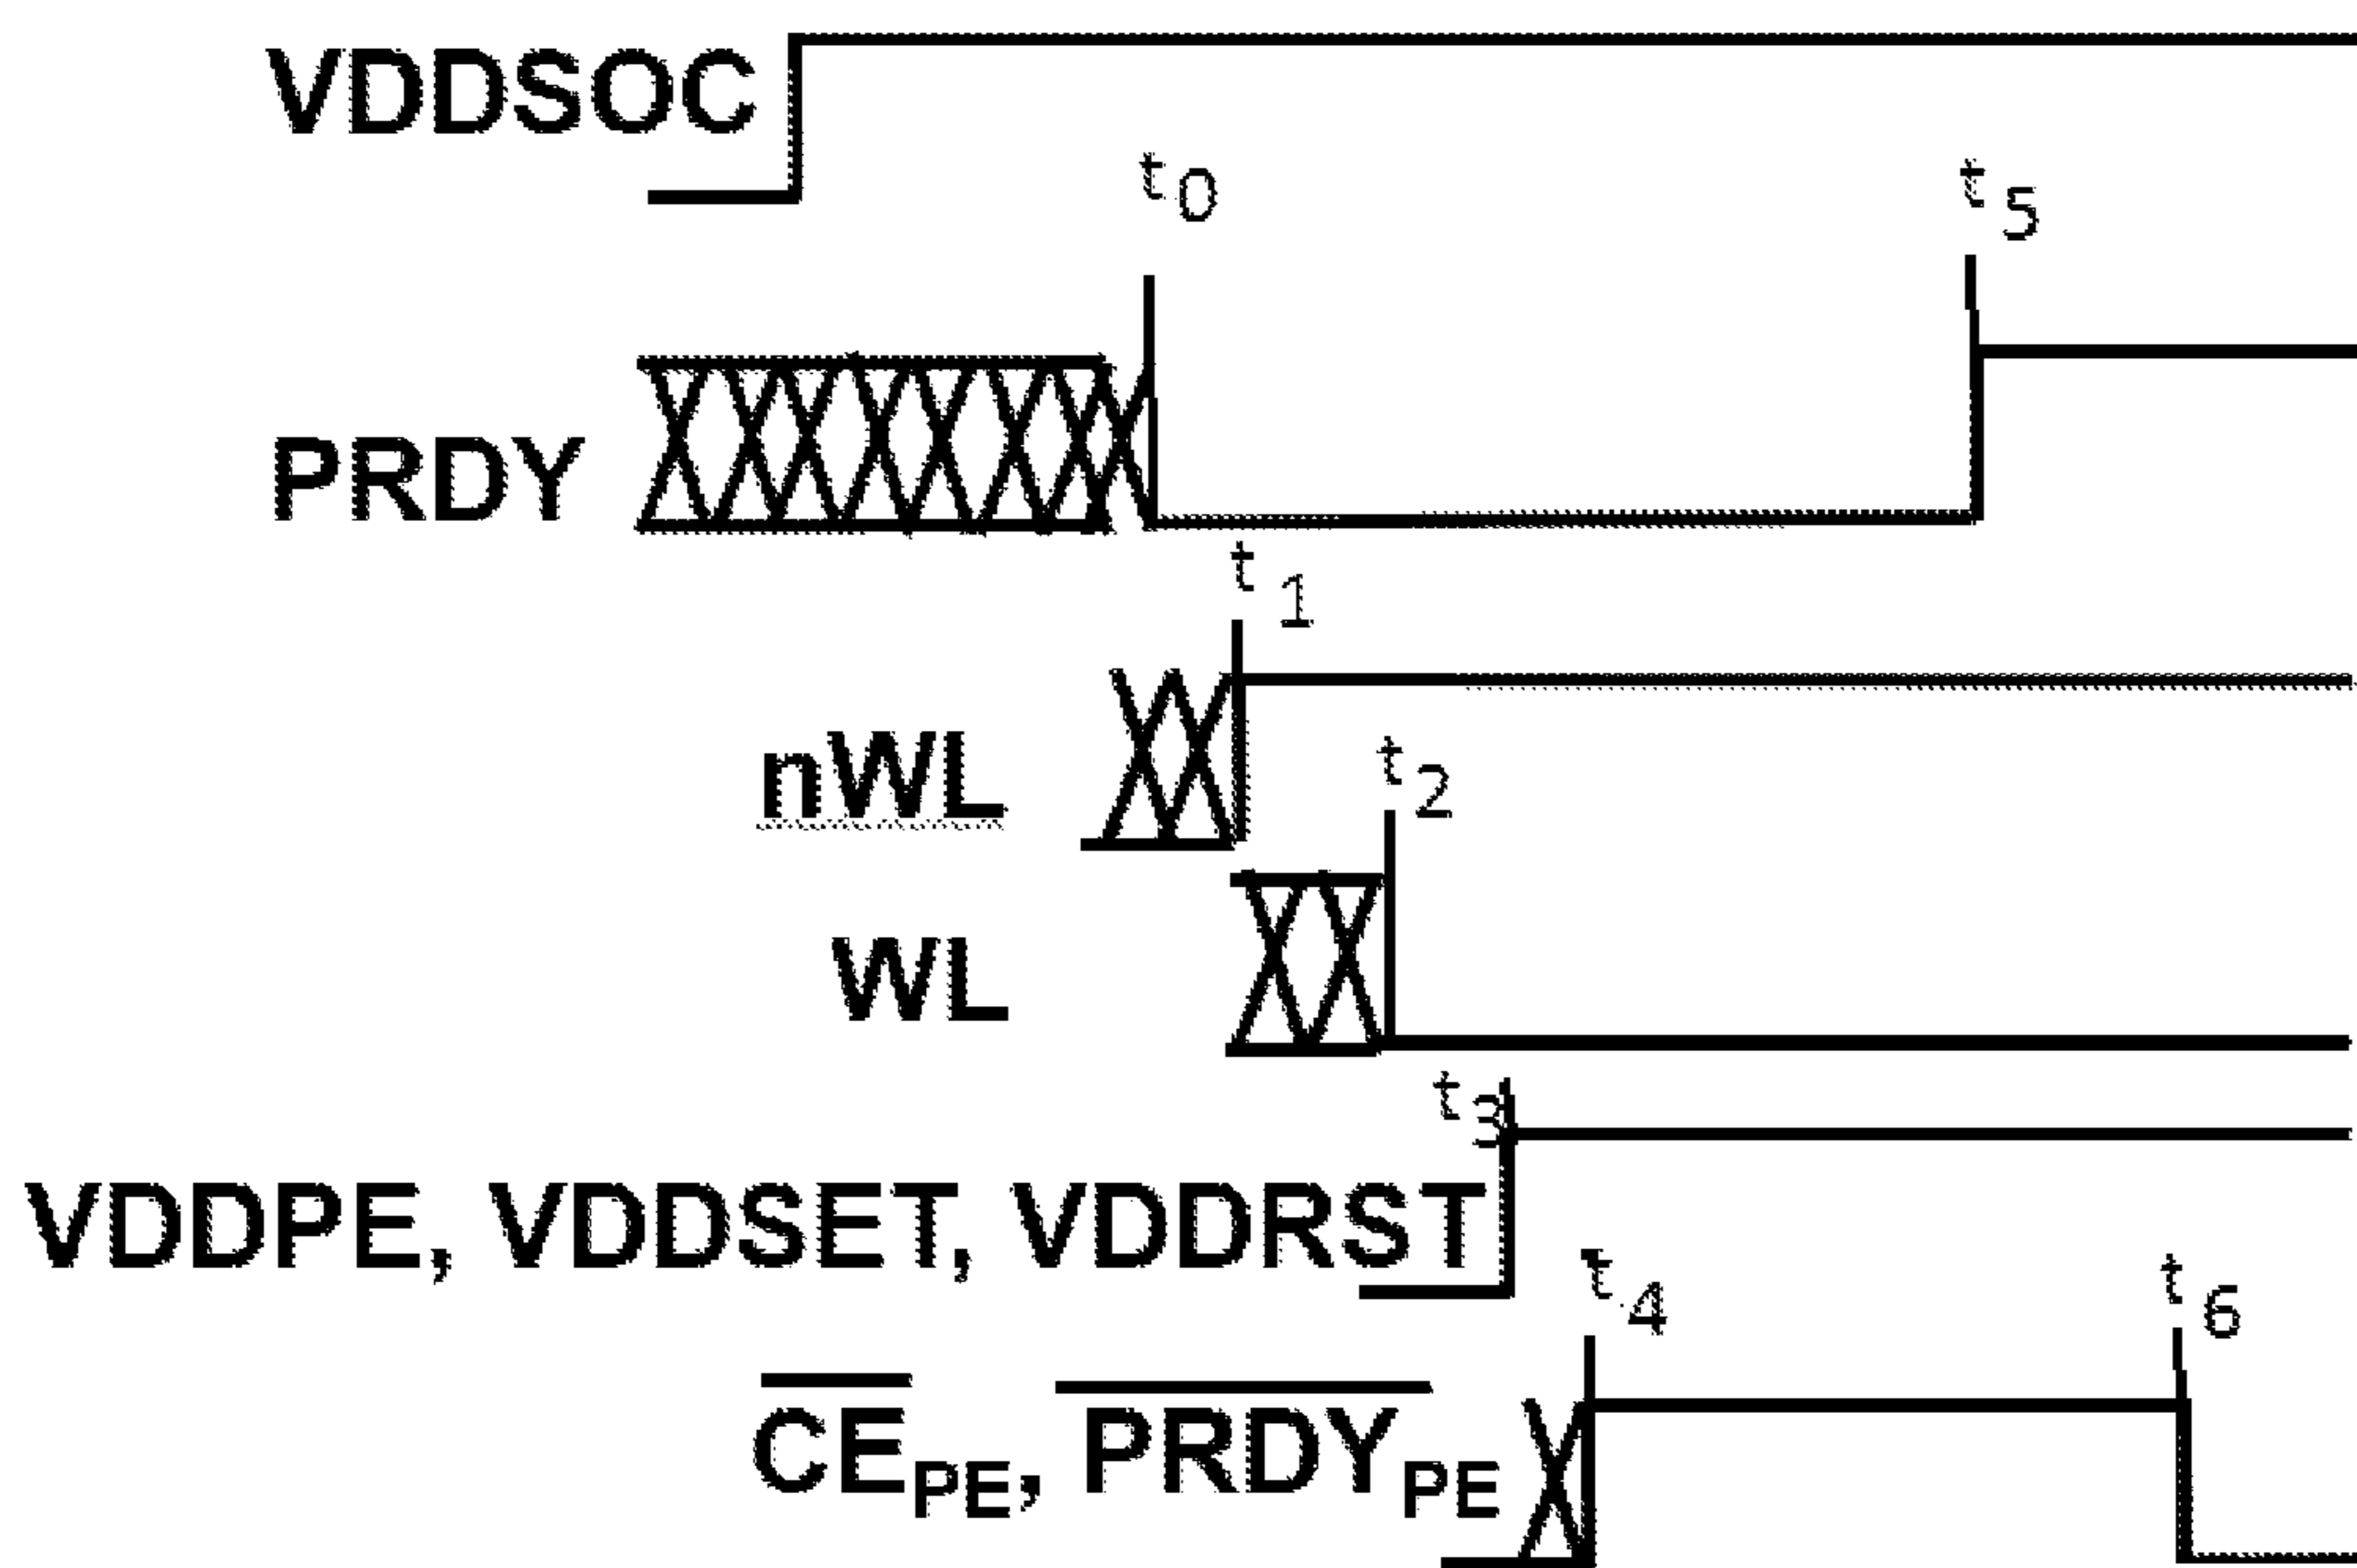 VDDSOC
t0
t5
PRDY
t1
nWL
t2
WL
t3
VDDPE, VDDSET, VDDRST
t4
t6
CEPE, PRDYPE